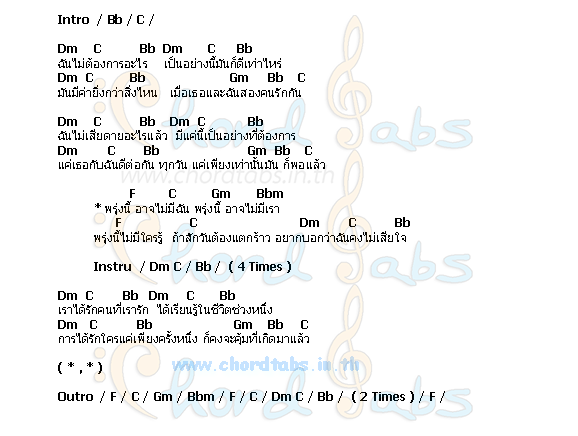 Intro / Bb / C /
Dm C Bb Dm C Bb
ฉันไม่ต้องการอะไร เป็นอย่างนี้มันก็ดีเท่าไหร่
Dm C Bb Gm Bb C
มันมีค่ายิ่งกว่าสิ่งไหน เมื่อเธอและฉันสองคนรักกัน
Dm C Bb Dm C Bb
ฉันไม่เสียดายอะไรแล้ว มีแค่นี้เป็นอย่างที่ต้องการ
Dm C Bb Gm Bb C
แค่เธอกับฉันดีต่อกัน ทุกวัน แค่เพียงเท่านั้นมัน ก็พอแล้ว
www.chordtabs.in.th
F C Gm Bbm
* พรุ่งนี้ อาจไม่มีฉัน พรุ่งนี้ อาจไม่มีเรา
F C Dm C Bb
พรุ่งนี้ไม่มีใครรู้ ถ้าสักวันต้องแตกร้าว อยากบอกว่าฉันคงไม่เสียใจ
Instru / Dm C / Bb / ( 4 Times )
Dm C Bb Dm C Bb
เราได้รักคนที่เรารัก ได้เรียนรู้ในชีวิตช่วงหนึ่ง
Dm C Bb Gm Bb C
การได้รักใครแค่เพียงครั้งหนึ่ง ก็คงจะคุ้มที่เกิดมาแล้ว
www.chordtabs.in.th
( * , * )
Outro / F / C / Gm / Bbm / F / C / Dm C / Bb / ( 2 Times ) / F /
Chord Tabs
Chord Tabs